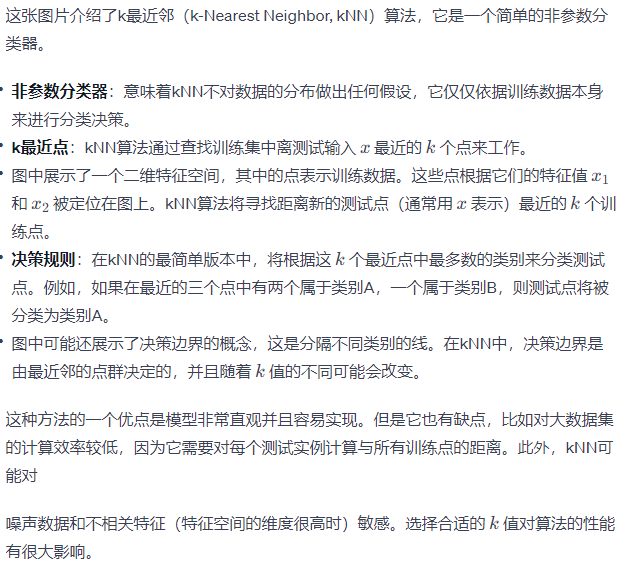 这张图片介绍了k最近邻（k-Nearest Neighbor, kNN）算法，它是一个简单的非参数分
类器。
• 非参数分类器：意味着kNN不对数据的分布做出任何假设，它仅仅依据训练数据本身
来进行分类决策。
• k最近点：kNN算法通过查找训练集中离测试输入 x 最近的 k 个点来工作。
• 图中展示了一个二维特征空间，其中的点表示训练数据。这些点根据它们的特征值 x₁
和 x₂ 被定位在图上。kNN算法将寻找距离新的测试点（通常用 x 表示）最近的 k 个训
练点。
• 决策规则：在kNN的最简单版本中，将根据这 k 个最近点中最多数的类别来分类测试
点。例如，如果在最近的三个点中有两个属于类别A，一个属于类别B，则测试点将被
分类为类别A。
• 图中可能还展示了决策边界的概念，这是分隔不同类别的线。在kNN中，决策边界是
由最近邻的点群决定的，并且随着 k 值的不同可能会改变。
这种方法的一个优点是模型非常直观并且容易实现。但是它也有缺点，比如对大数据集
的计算效率较低，因为它需要对每个测试实例计算与所有训练点的距离。此外，kNN可
能对
噪声数据和不相关特征（特征空间的维度很高时）敏感。选择合适的 k 值对算法的性能
有很大影响。